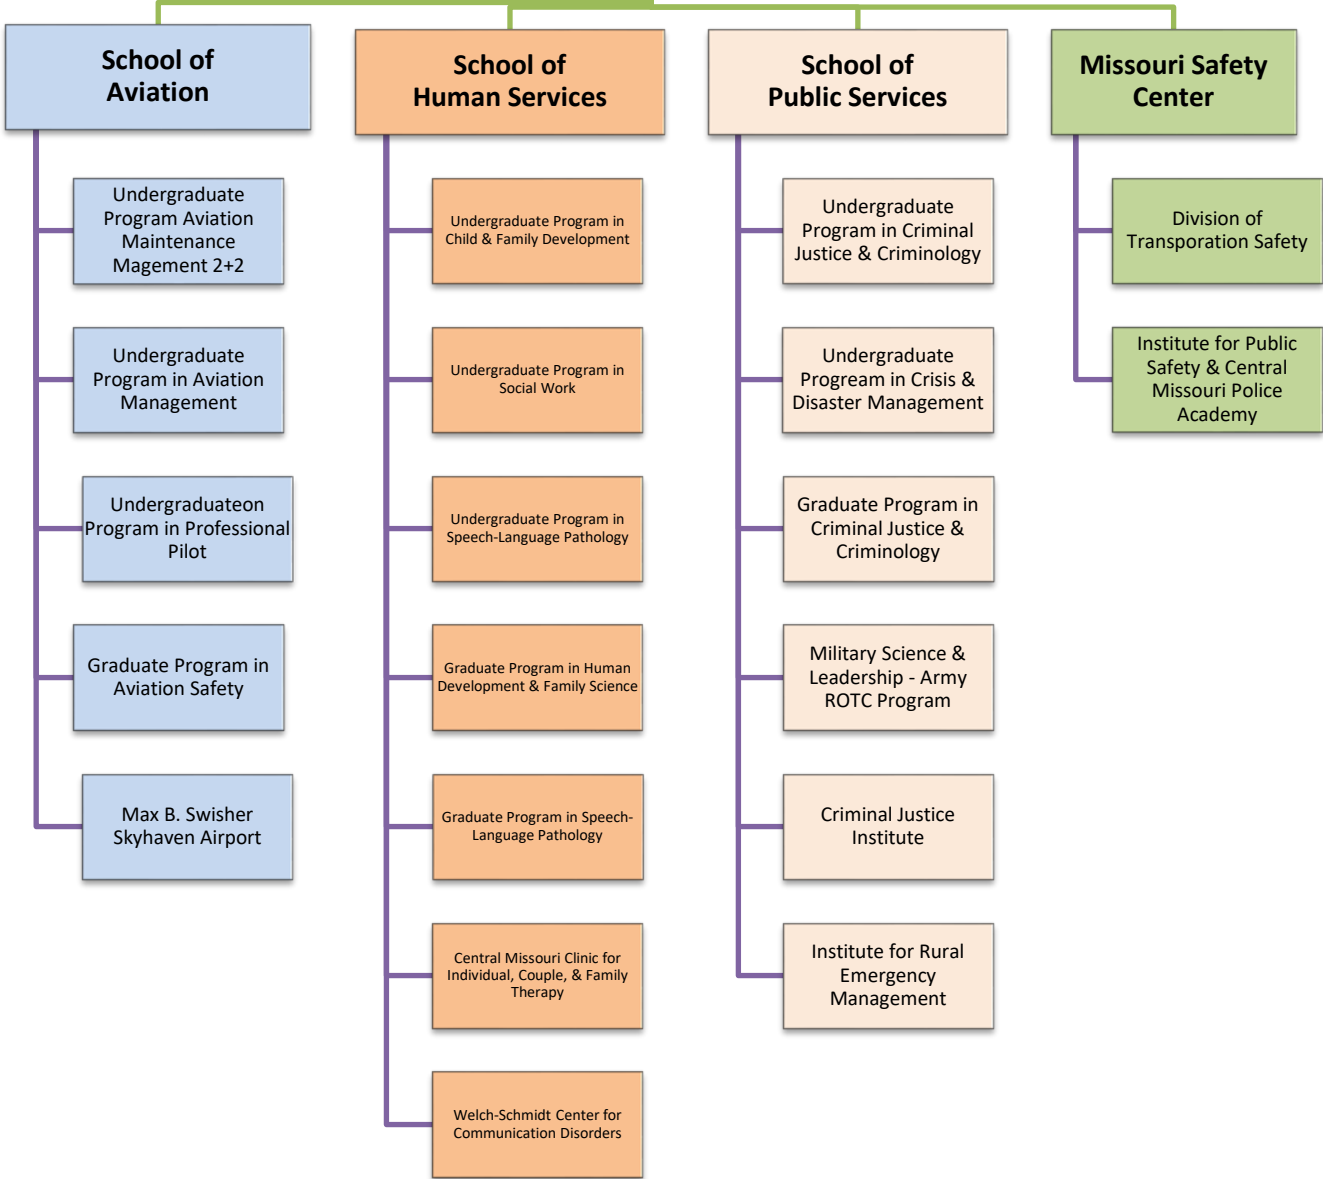 School of
Aviation
Undergraduate
Program Aviation
Maintenance
Magement 2+2
Undergraduate
Program in Aviation
Management
Undergraduateon
Program in Professional
Pilot
Graduate Program in
Aviation Safety
Max B. Swisher
Skyhaven Airport
School of
Human Services
Undergraduate Program in
Child & Family Development
Undergraduate Program in
Social Work
Undergraduate Program in
Speech-Language Pathology
Graduate Program in Human
Development & Family Science
Graduate Program in Speech-
Language Pathology
Central Missouri Clinic for
Individual, Couple, & Family
Therapy
Welch-Schmidt Center for
Communication Disorders
School of
Public Services
Undergraduate
Program in Criminal
Justice & Criminology
Undergraduate
Progream in Crisis &
Disaster Management
Graduate Program in
Criminal Justice &
Criminology
Military Science &
Leadership - Army
ROTC Program
Criminal Justice
Institute
Institute for Rural
Emergency
Management
Missouri Safety
Center
Division of
Transporation Safety
Institute for Public
Safety & Central
Missouri Police
Academy